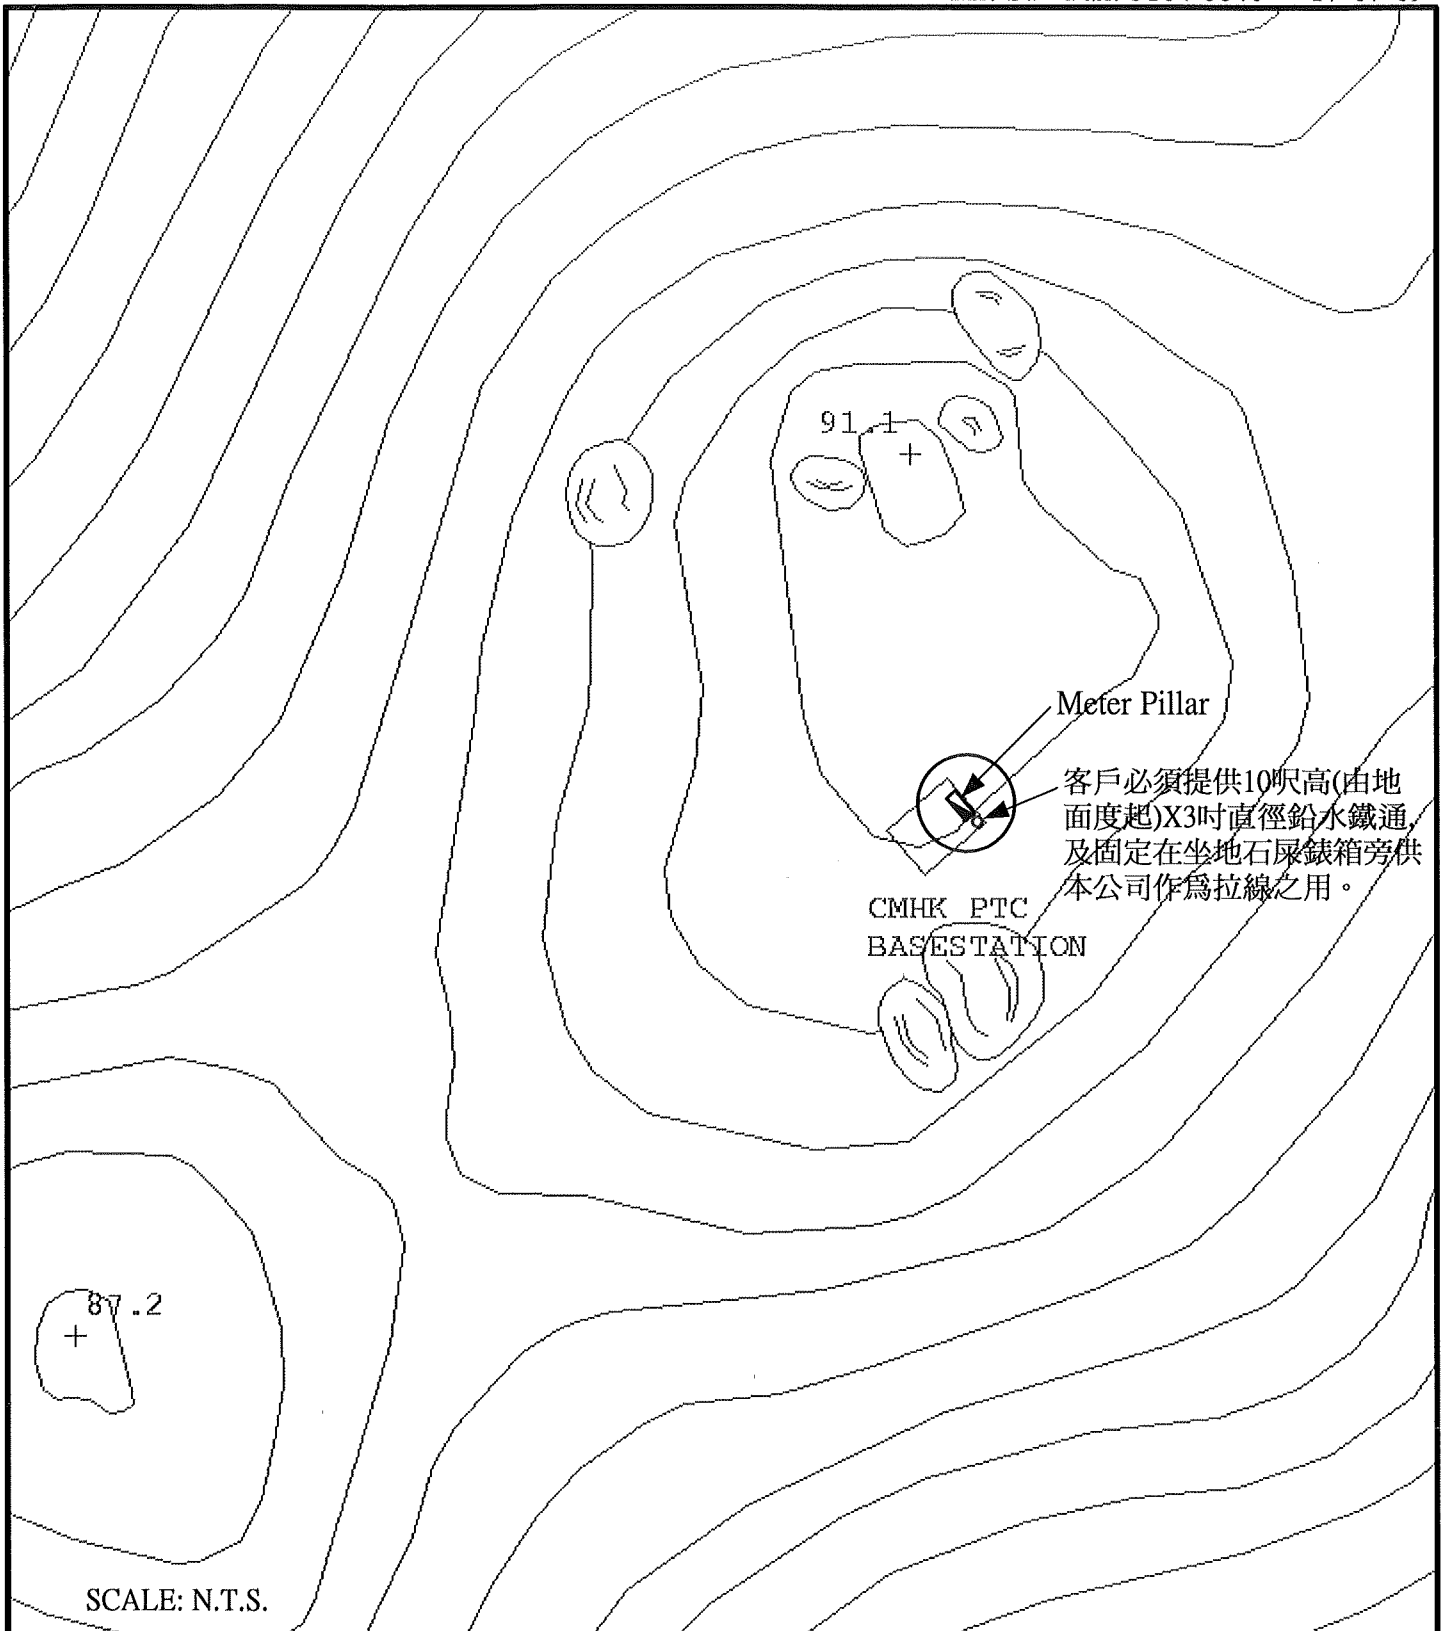 91.1
Meter Pillar
客戶必須提供10呎高(由地
面度起)X3吋直徑鉛水鐵通,
及固定在坐地石屎錶箱旁供
本公司作爲拉線之用。
CMHK PTC
BASESTATION
87.2
SCALE: N.T.S.